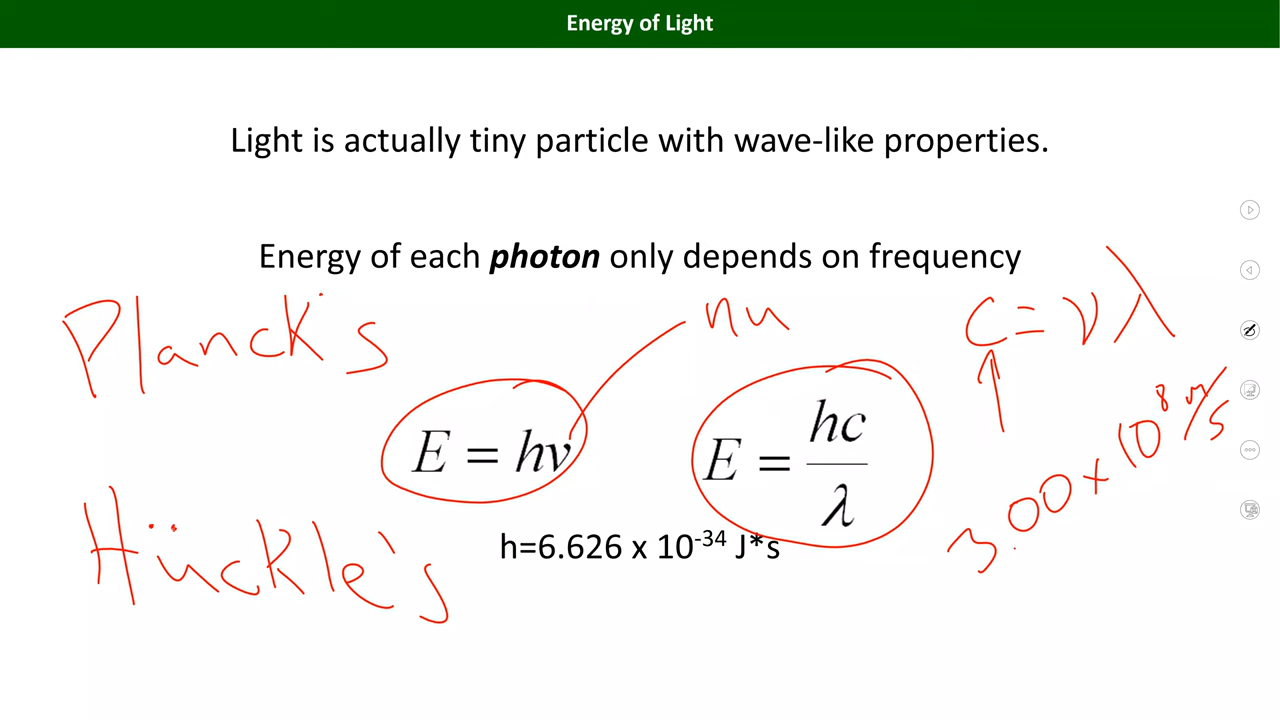 Energy of Light
Light is actually tiny particle with wave-like properties.
Energy of each photon only depends on frequency
Planck's
nu
c = ν λ
E = hν
E = hc/λ
3.00 x 10⁸ m/s
Hückle's
h=6.626 x 10⁻³⁴ J*s